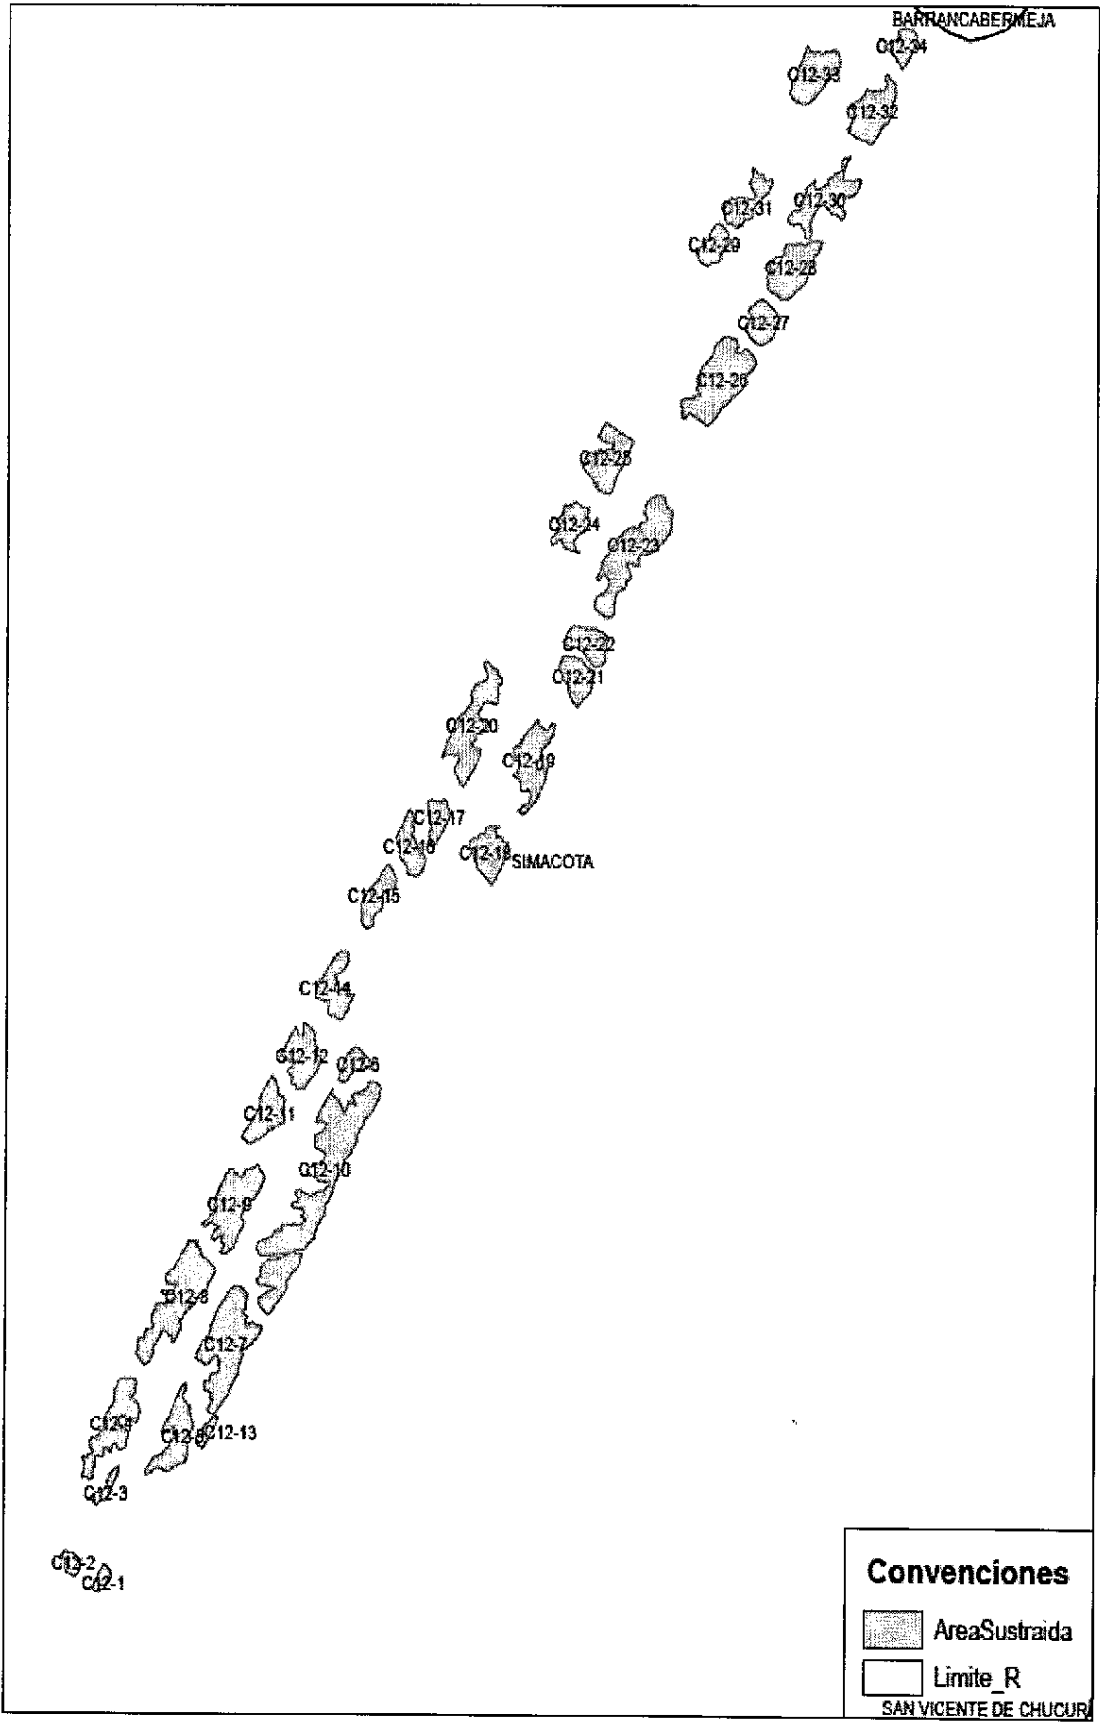 BARRANCABERMEJA
C12-34
C12-33
C12-32
C12-31
C12-30
C12-29
C12-28
C12-27
C12-26
C12-25
C12-24
C12-23
C12-22
C12-21
C12-20
C12-19
C12-17
C12-16
C12-18
SIMACOTA
C12-15
C12-14
C12-12
C12-6
C12-11
C12-10
C12-9
C12-8
C12-7
C12-4
C12-5
C12-13
C12-3
C12-2
C12-1
Convenciones
AreaSustraida
Limite_R
SAN VICENTE DE CHUCURÍ